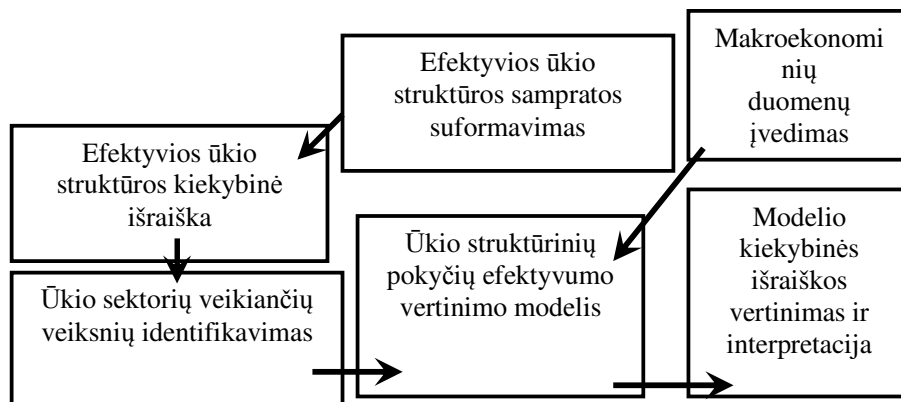 Efektyvios ūkio
struktūros sampratos
suformavimas
Makroekonomi
nių
duomenų
įvedimas
Efektyvios ūkio
struktūros kiekybinė
išraiška
Ūkio struktūrinių
pokyčių efektyvumo
vertinimo modelis
Modelio
kiekybinės
išraiškos
vertinimas ir
interpretacija
Ūkio sektorių veikiančių
veiksnių identifikavimas